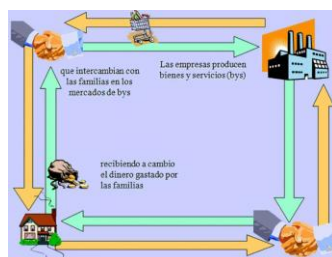 que intercambian con
las familias en los
mercados de bys
Las empresas producen
bienes y servicios (bys)
recibiendo a cambio
el dinero gastado por
las familias